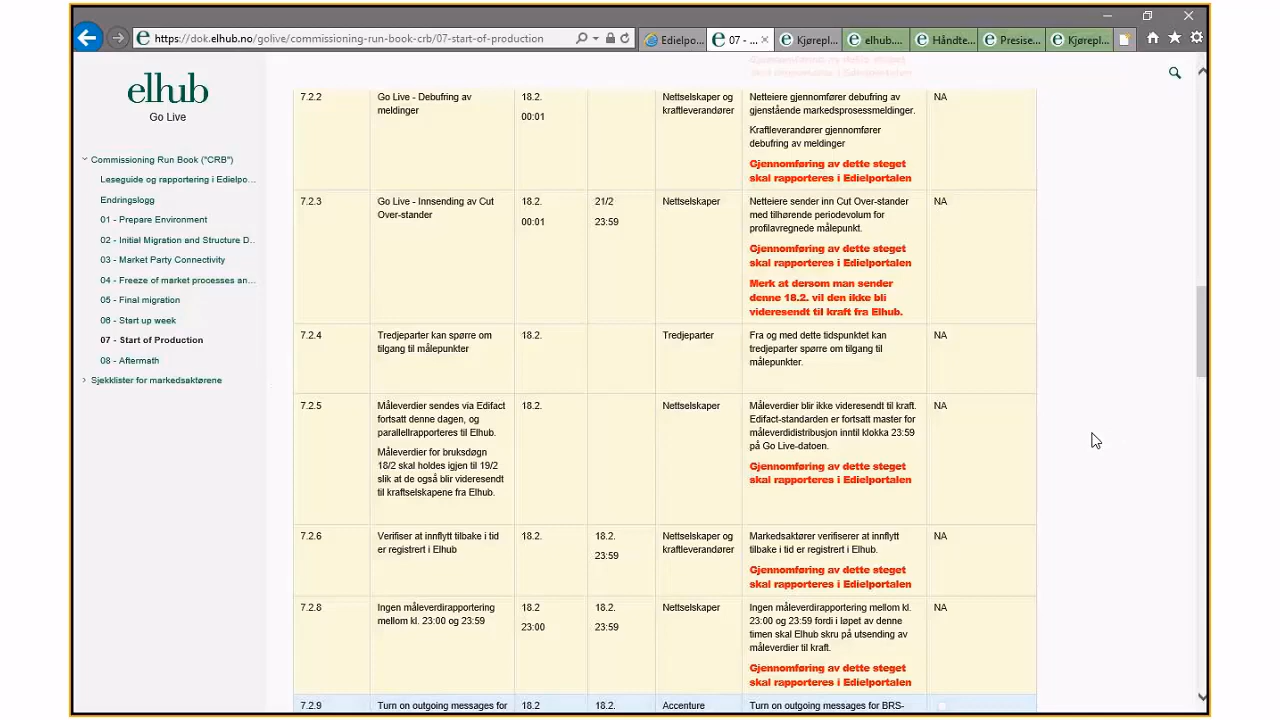 https://dok.elhub.no/golive/commissioning-run-book-crb/07-start-of-production
Edielpo...
07 - ...
Kjørepl...
elhub....
Håndte...
Presise...
Kjørepl...
elhub
Go Live
Commissioning Run Book ("CRB")
Leseguide og rapportering i Edielpo...
Endringslogg
01 - Prepare Environment
02 - Initial Migration and Structure D...
03 - Market Party Connectivity
04 - Freeze of market processes an...
05 - Final migration
06 - Start up week
07 - Start of Production
08 - Aftermath
Sjekklister for markedsaktørene
skal rapporteres i Edielportalen
7.2.2
Go Live - Debufring av
meldinger
18.2.
00:01
Nettselskaper og
kraftleverandører
Netteiere gjennomfører debufring av
gjenstående markedsprosessmeldinger.
Kraftleverandører gjennomfører
debufring av meldinger
Gjennomføring av dette steget
skal rapporteres i Edielportalen
NA
7.2.3
Go Live - Innsending av Cut
Over-stander
18.2.
00:01
21/2
23:59
Nettselskaper
Netteiere sender inn Cut Over-stander
med tilhørende periodevolum for
profilavregnede målepunkt.
Gjennomføring av dette steget
skal rapporteres i Edielportalen
Merk at dersom man sender
denne 18.2. vil den ikke bli
videresendt til kraft fra Elhub.
NA
7.2.4
Tredjeparter kan spørre om
tilgang til målepunkter
18.2.
Tredjeparter
Fra og med dette tidspunktet kan
tredjeparter spørre om tilgang til
målepunkter.
NA
7.2.5
Måleverdier sendes via Edifact
fortsatt denne dagen, og
parallellrapporteres til Elhub.
Måleverdier for bruksdøgn
18/2 skal holdes igjen til 19/2
slik at de også blir videresendt
til kraftselskapene fra Elhub.
18.2.
Nettselskaper
Måleverdier blir ikke videresendt til kraft.
Edifact-standarden er fortsatt master for
måleverdidistribusjon inntil klokka 23:59
på Go Live-datoen.
Gjennomføring av dette steget
skal rapporteres i Edielportalen
NA
7.2.6
Verifiser at innflytt tilbake i tid
er registrert i Elhub
18.2.
18.2.
23:59
Nettselskaper og
kraftleverandører
Markedsaktører verifiserer at innflytt
tilbake i tid er registrert i Elhub.
Gjennomføring av dette steget
skal rapporteres i Edielportalen
NA
7.2.8
Ingen måleverdirapportering
mellom kl. 23:00 og 23:59
18.2
23:00
18.2.
23:59
Nettselskaper
Ingen måleverdirapportering mellom kl.
23:00 og 23:59 fordi i løpet av denne
timen skal Elhub skru på utsending av
måleverdier til kraft.
Gjennomføring av dette steget
skal rapporteres i Edielportalen
NA
7.2.9
Turn on outgoing messages for
18.2
18.2.
Accenture
Turn on outgoing messages for BRS-